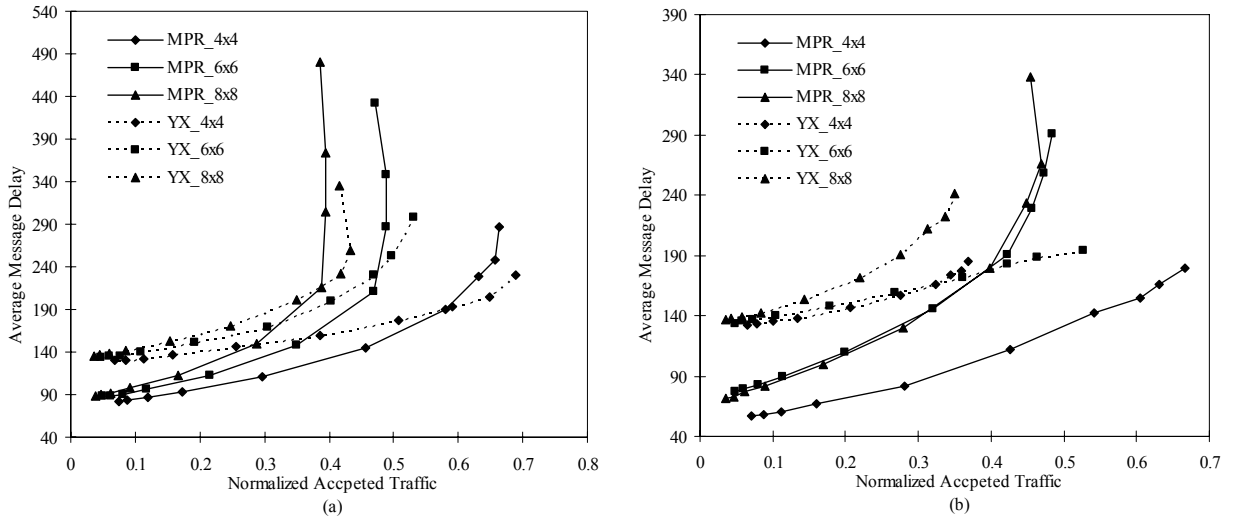 540
490
440
390
340
290
240
190
140
90
40
Average Message Delay
MPR_4x4
MPR_6x6
MPR_8x8
YX_4x4
YX_6x6
YX_8x8
0 0.1 0.2 0.3 0.4 0.5 0.6 0.7 0.8
Normalized Accpeted Traffic
(a)
390
340
290
240
190
140
90
40
Average Message Delay
MPR_4x4
MPR_6x6
MPR_8x8
YX_4x4
YX_6x6
YX_8x8
0 0.1 0.2 0.3 0.4 0.5 0.6 0.7
Normalized Accpeted Traffic
(b)